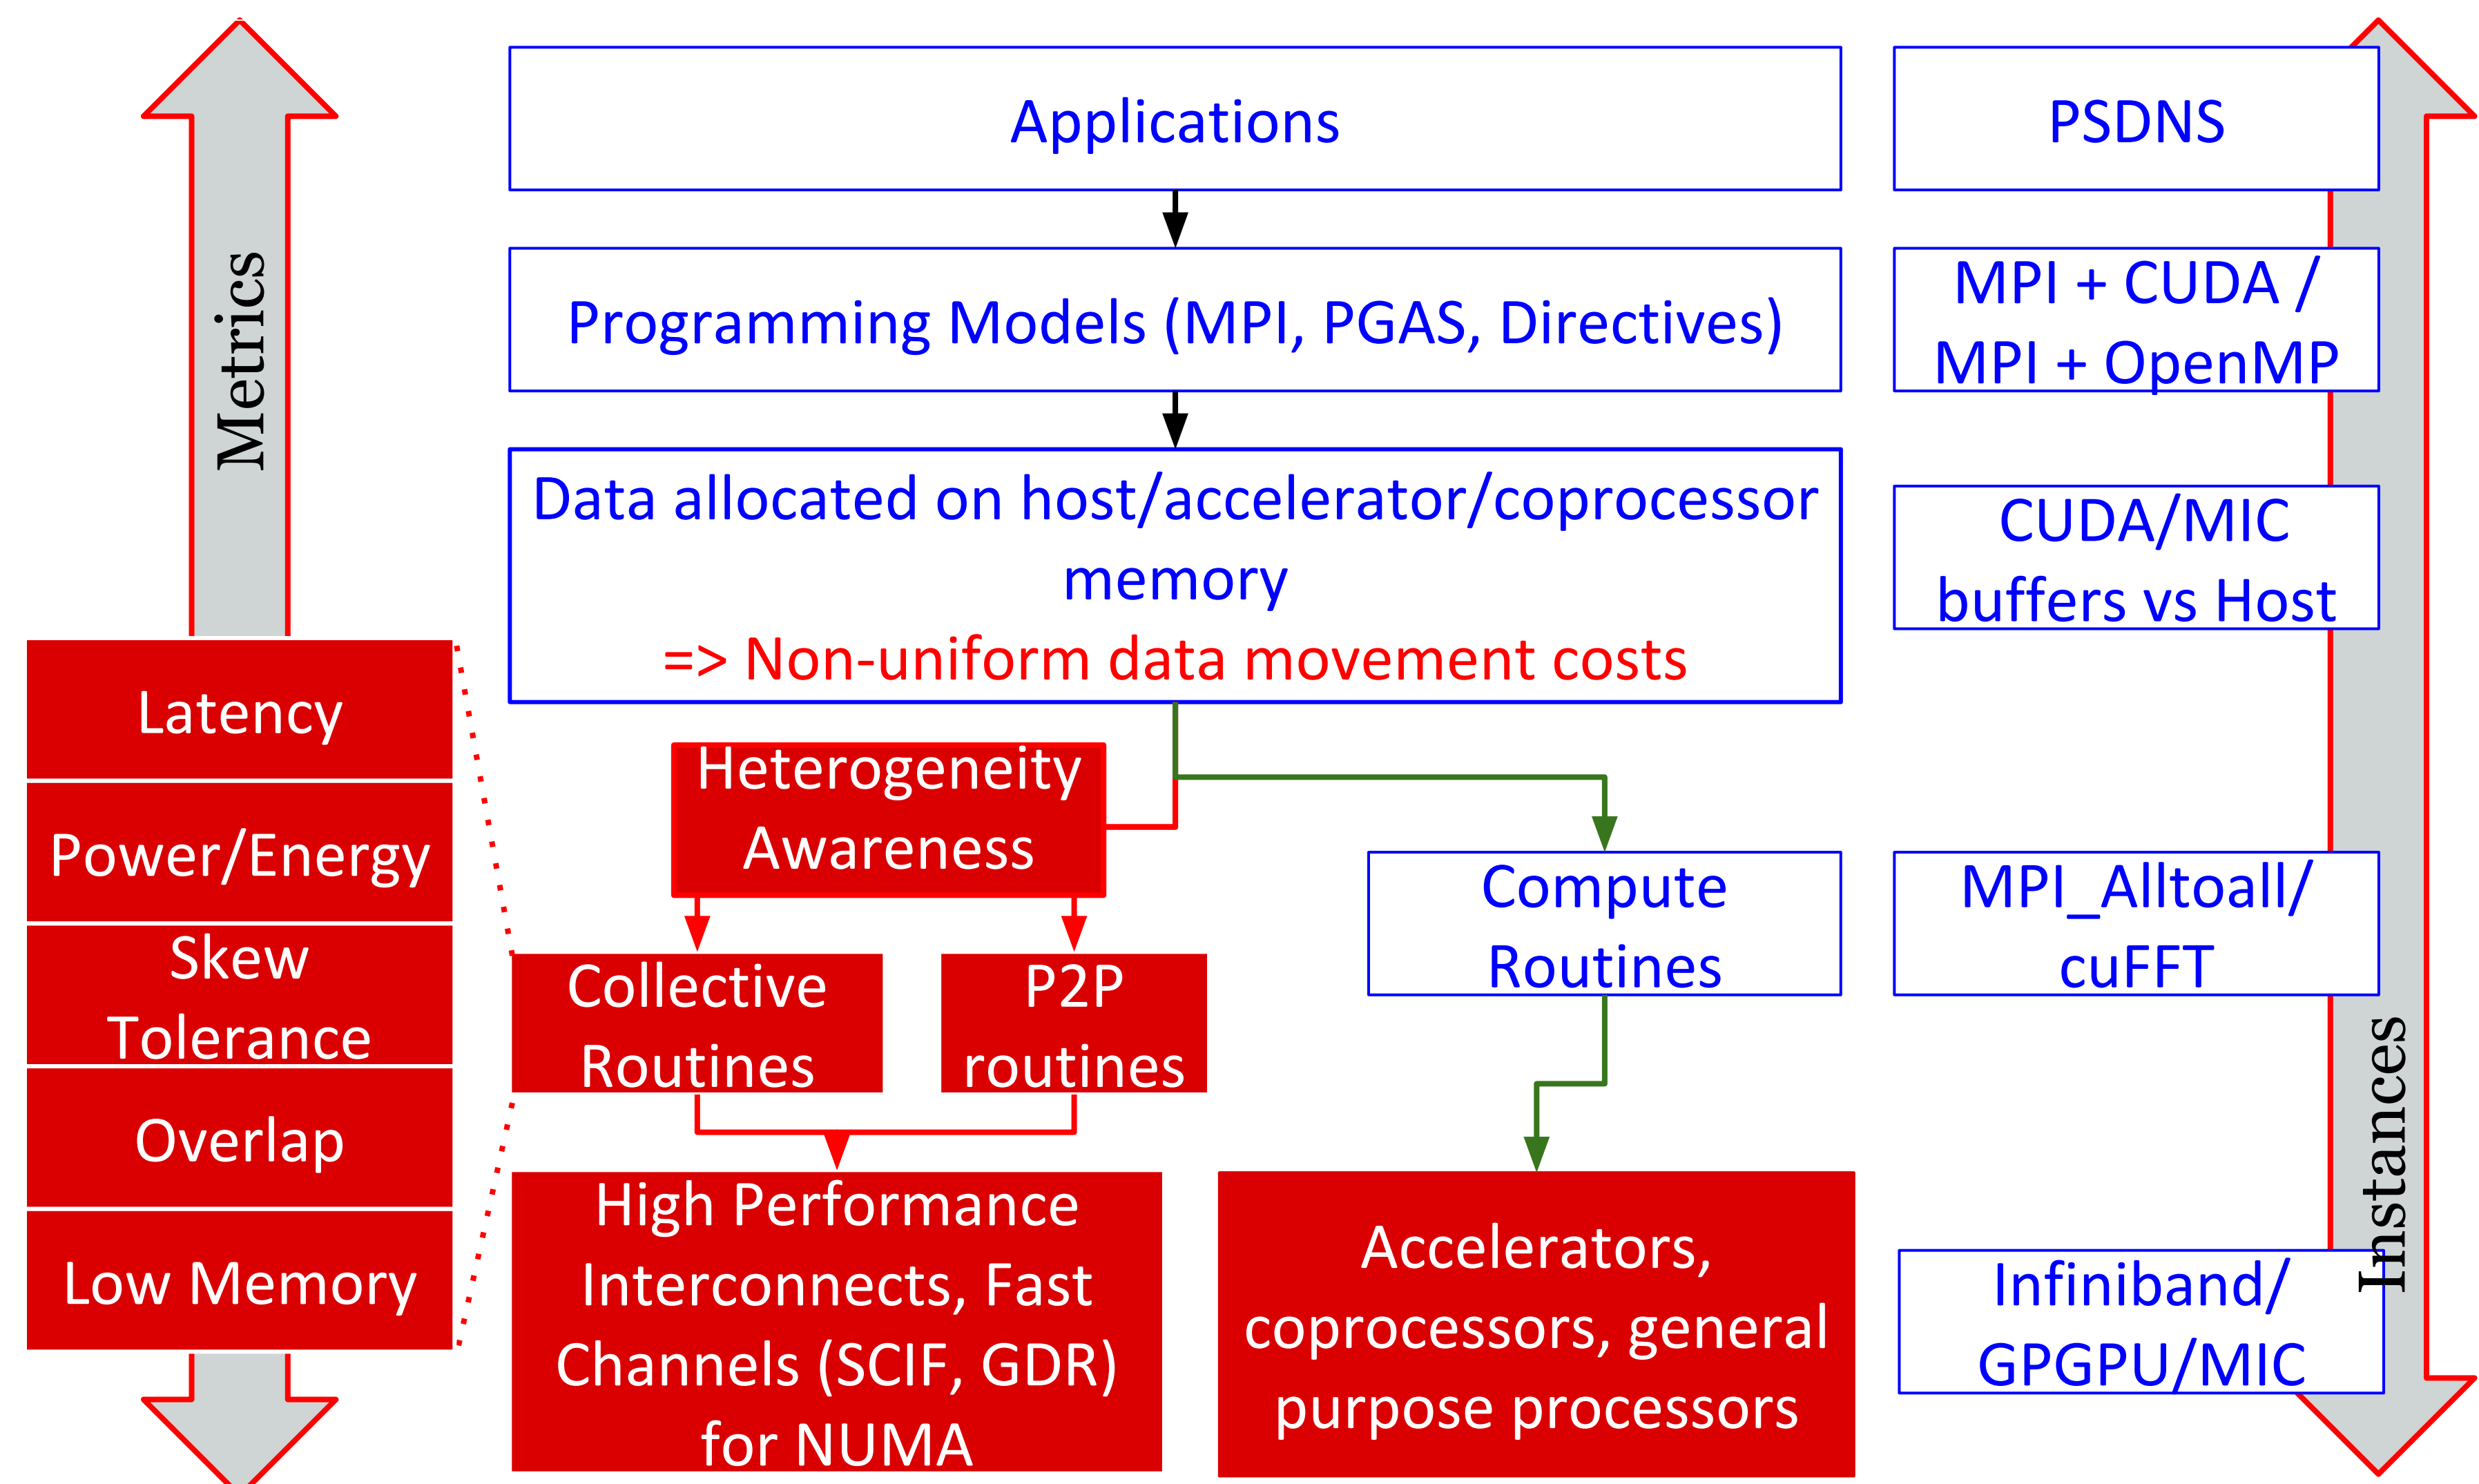 Metrics
Latency
Power/Energy
Skew
Tolerance
Overlap
Low Memory
Applications
Programming Models (MPI, PGAS, Directives)
Data allocated on host/accelerator/coprocessor
memory
=> Non-uniform data movement costs
Heterogeneity
Awareness
Collective
Routines
P2P
routines
Compute
Routines
High Performance
Interconnects, Fast
Channels (SCIF, GDR)
for NUMA
Accelerators,
coprocessors, general
purpose processors
PSDNS
MPI + CUDA /
MPI + OpenMP
CUDA/MIC
buffers vs Host
MPI_Alltoall/
cuFFT
Infiniband/
GPGPU/MIC
Instances